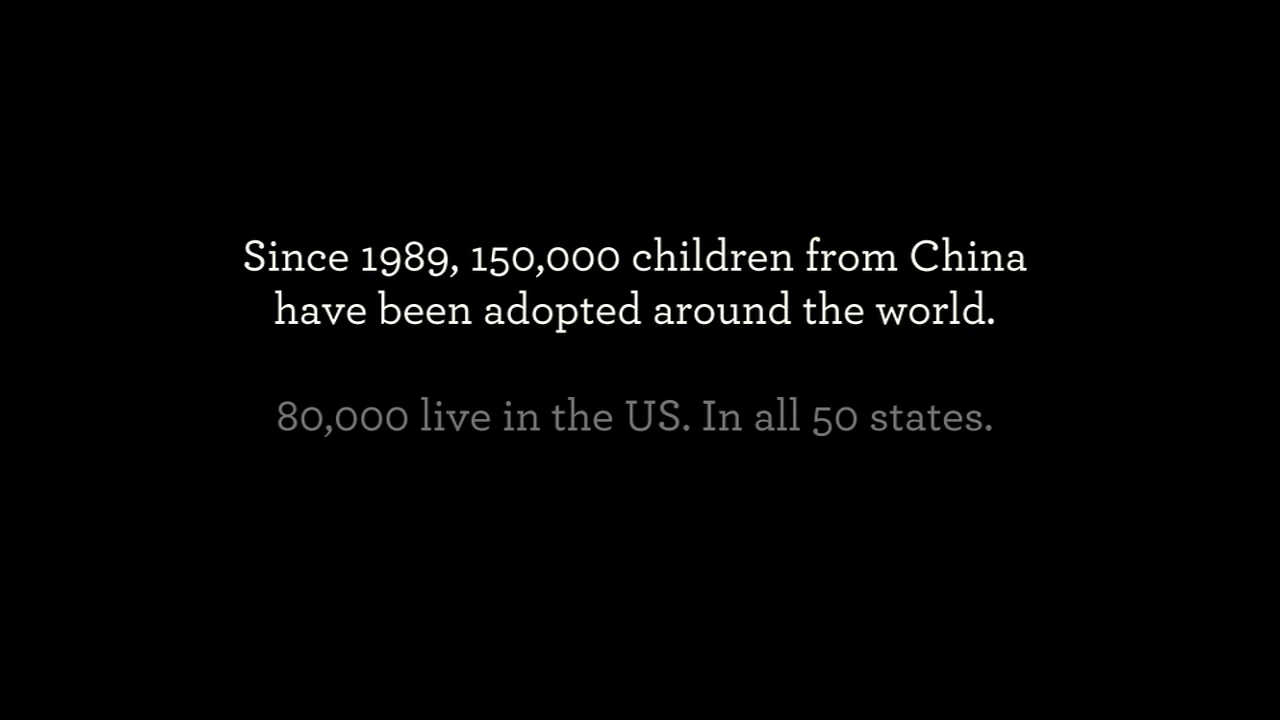 Since 1989, 150,000 children from China
have been adopted around the world.
80,000 live in the US. In all 50 states.